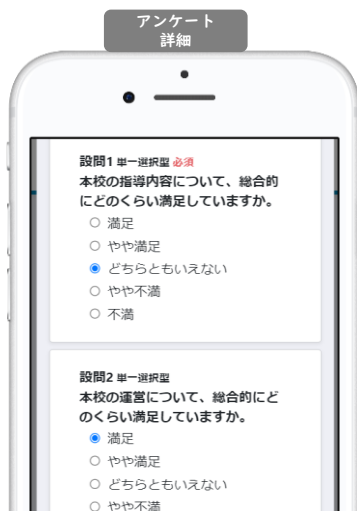 アンケート
詳細
設問1 単一選択型 必須
本校の指導内容について、総合的
にどのくらい満足していますか。
満足
やや満足
どちらともいえない
やや不満
不満
設問2 単一選択型
本校の運営について、総合的にど
のくらい満足していますか。
満足
やや満足
どちらともいえない
やや不満